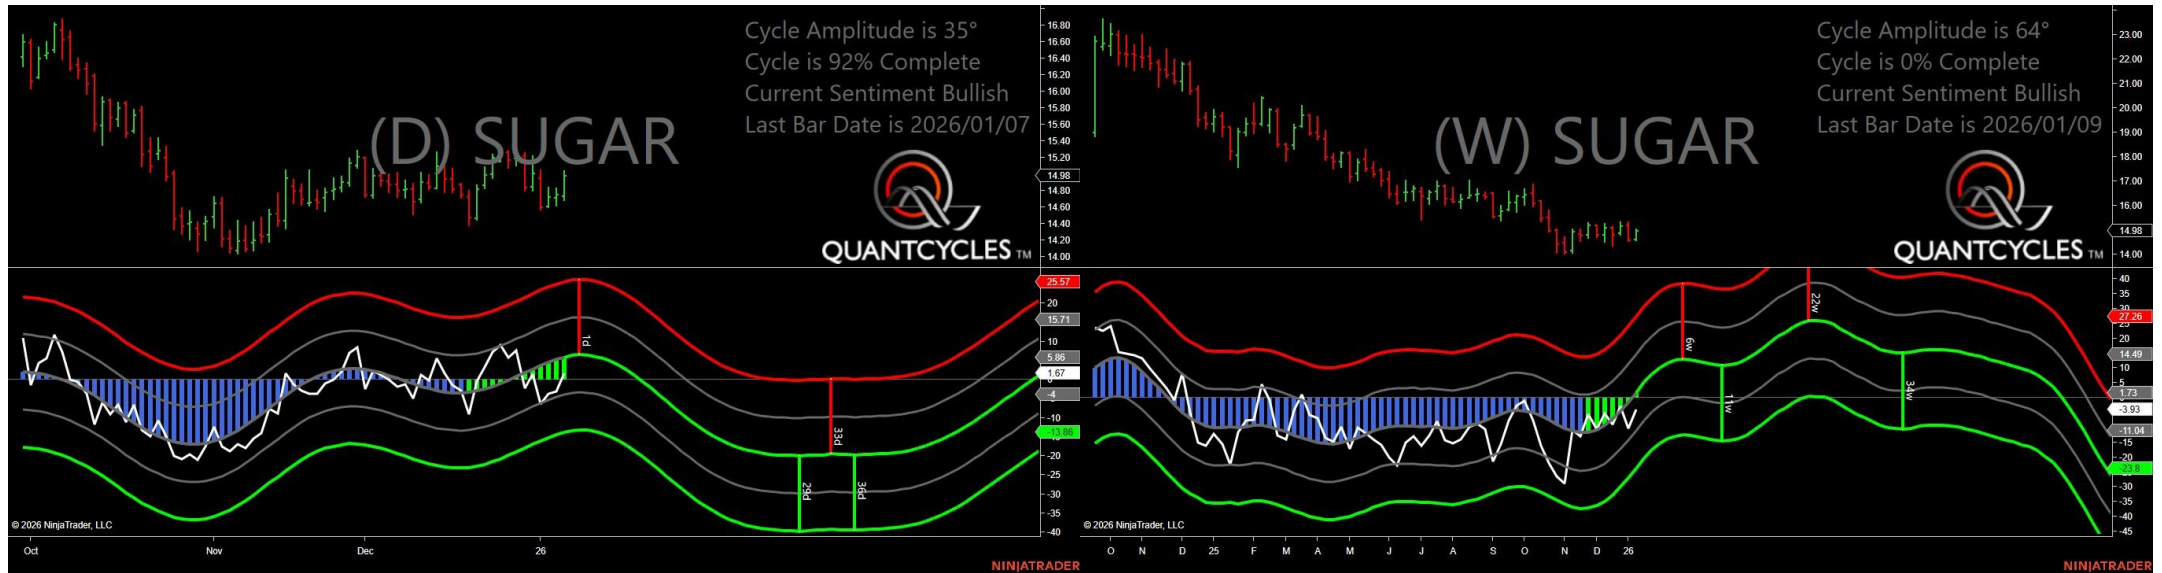 Cycle Amplitude is 35°
Cycle is 92% Complete
Current Sentiment Bullish
Last Bar Date is 2026/01/07
(D) SUGAR
QUANTCYCLES TM
16.80
16.60
16.40
16.20
16.00
15.80
15.60
15.40
15.20
14.98
14.80
14.60
14.40
14.20
14.00
25.57
20
15.71
10
5.86
1.67
-4
-10
-13.86
-20
-25
-30
-35
-40
1d
33d
29d
36d
© 2026 NinjaTrader, LLC
Oct
Nov
Dec
26
NINJATRADER
Cycle Amplitude is 64°
Cycle is 0% Complete
Current Sentiment Bullish
Last Bar Date is 2026/01/09
(W) SUGAR
QUANTCYCLES TM
23.00
22.00
21.00
20.00
19.00
18.00
17.00
16.00
14.98
14.00
40
35
30
27.26
20
14.49
10
5
1.73
-3.93
-11.04
-15
-20
-23.8
-30
-35
-40
-45
6w
11w
22w
34w
© 2026 NinjaTrader, LLC
O
N
D
25
F
M
A
M
J
J
A
S
O
N
D
26
NINJATRADER